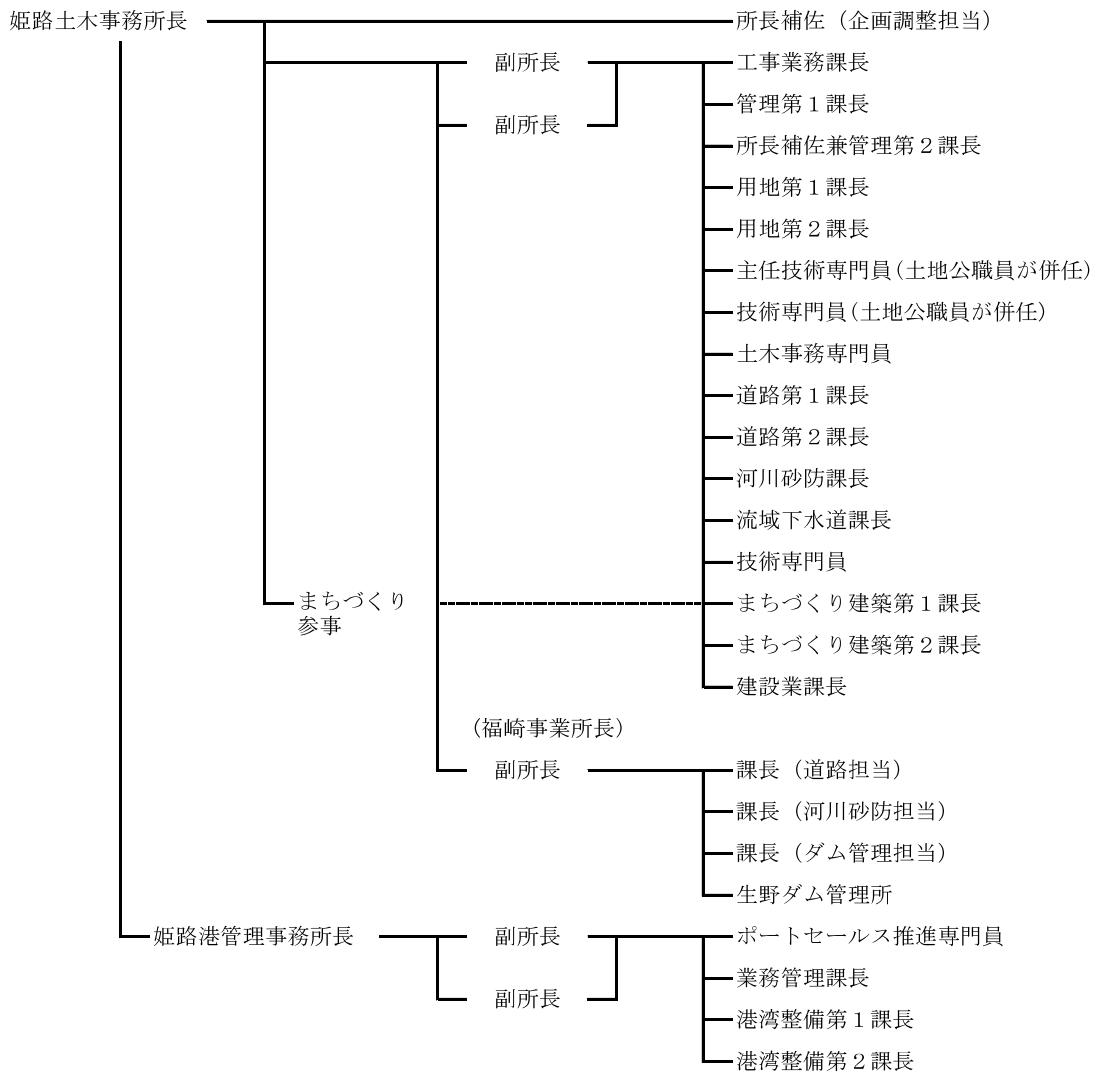 姫路土木事務所長
所長補佐（企画調整担当）
副所長
工事業務課長
管理第１課長
副所長
所長補佐兼管理第２課長
用地第１課長
用地第２課長
主任技術専門員(土地公職員が併任)
技術専門員(土地公職員が併任)
土木事務専門員
道路第１課長
道路第２課長
河川砂防課長
流域下水道課長
技術専門員
まちづくり
参事
まちづくり建築第１課長
まちづくり建築第２課長
建設業課長
（福崎事業所長）
副所長
課長（道路担当）
課長（河川砂防担当）
課長（ダム管理担当）
生野ダム管理所
姫路港管理事務所長
副所長
ポートセールス推進専門員
業務管理課長
副所長
港湾整備第１課長
港湾整備第２課長